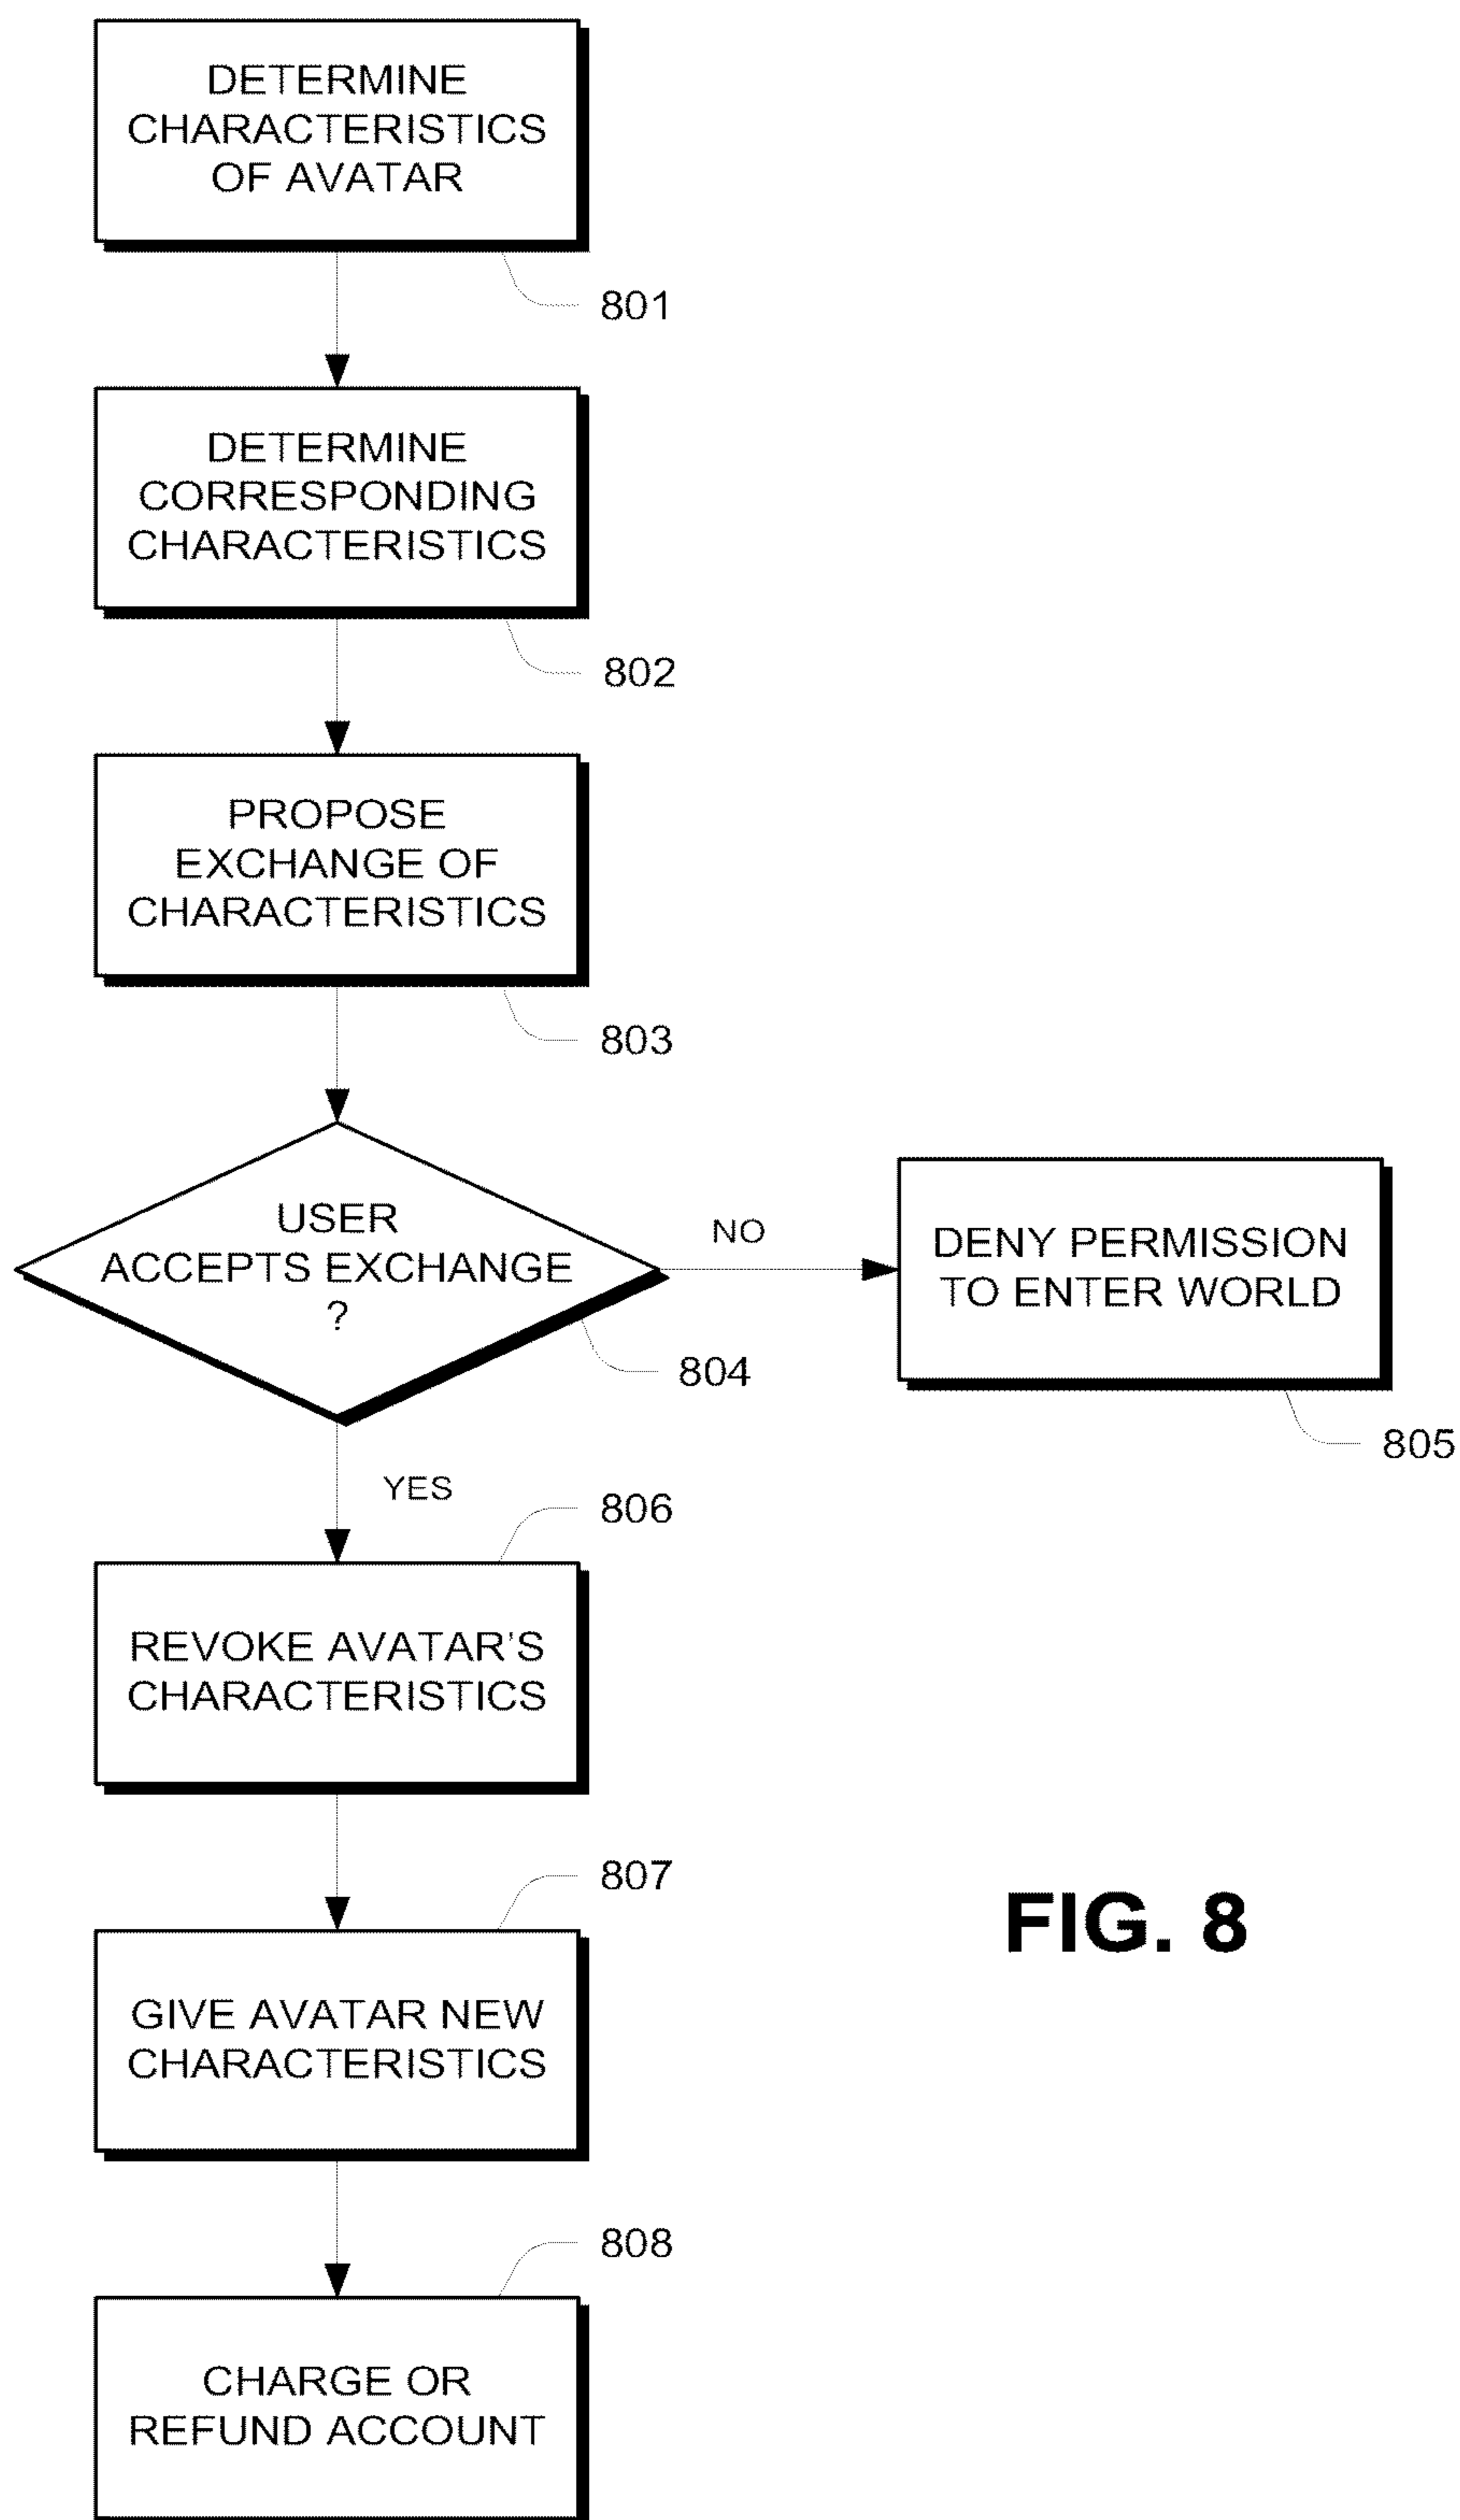 DETERMINE
CHARACTERISTICS
OF AVATAR
801
DETERMINE
CORRESPONDING
CHARACTERISTICS
802
PROPOSE
EXCHANGE OF
CHARACTERISTICS
803
USER
ACCEPTS EXCHANGE
?
804
NO
DENY PERMISSION
TO ENTER WORLD
805
YES
806
REVOKE AVATAR'S
CHARACTERISTICS
807
GIVE AVATAR NEW
CHARACTERISTICS
808
CHARGE OR
REFUND ACCOUNT
FIG. 8